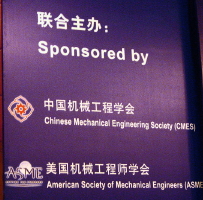 联合主办：
Sponsored by
中国机械工程学会
Chinese Mechanical Engineering Society (CMES)
ASME
美国机械工程师学会
American Society of Mechanical Engineers (ASME